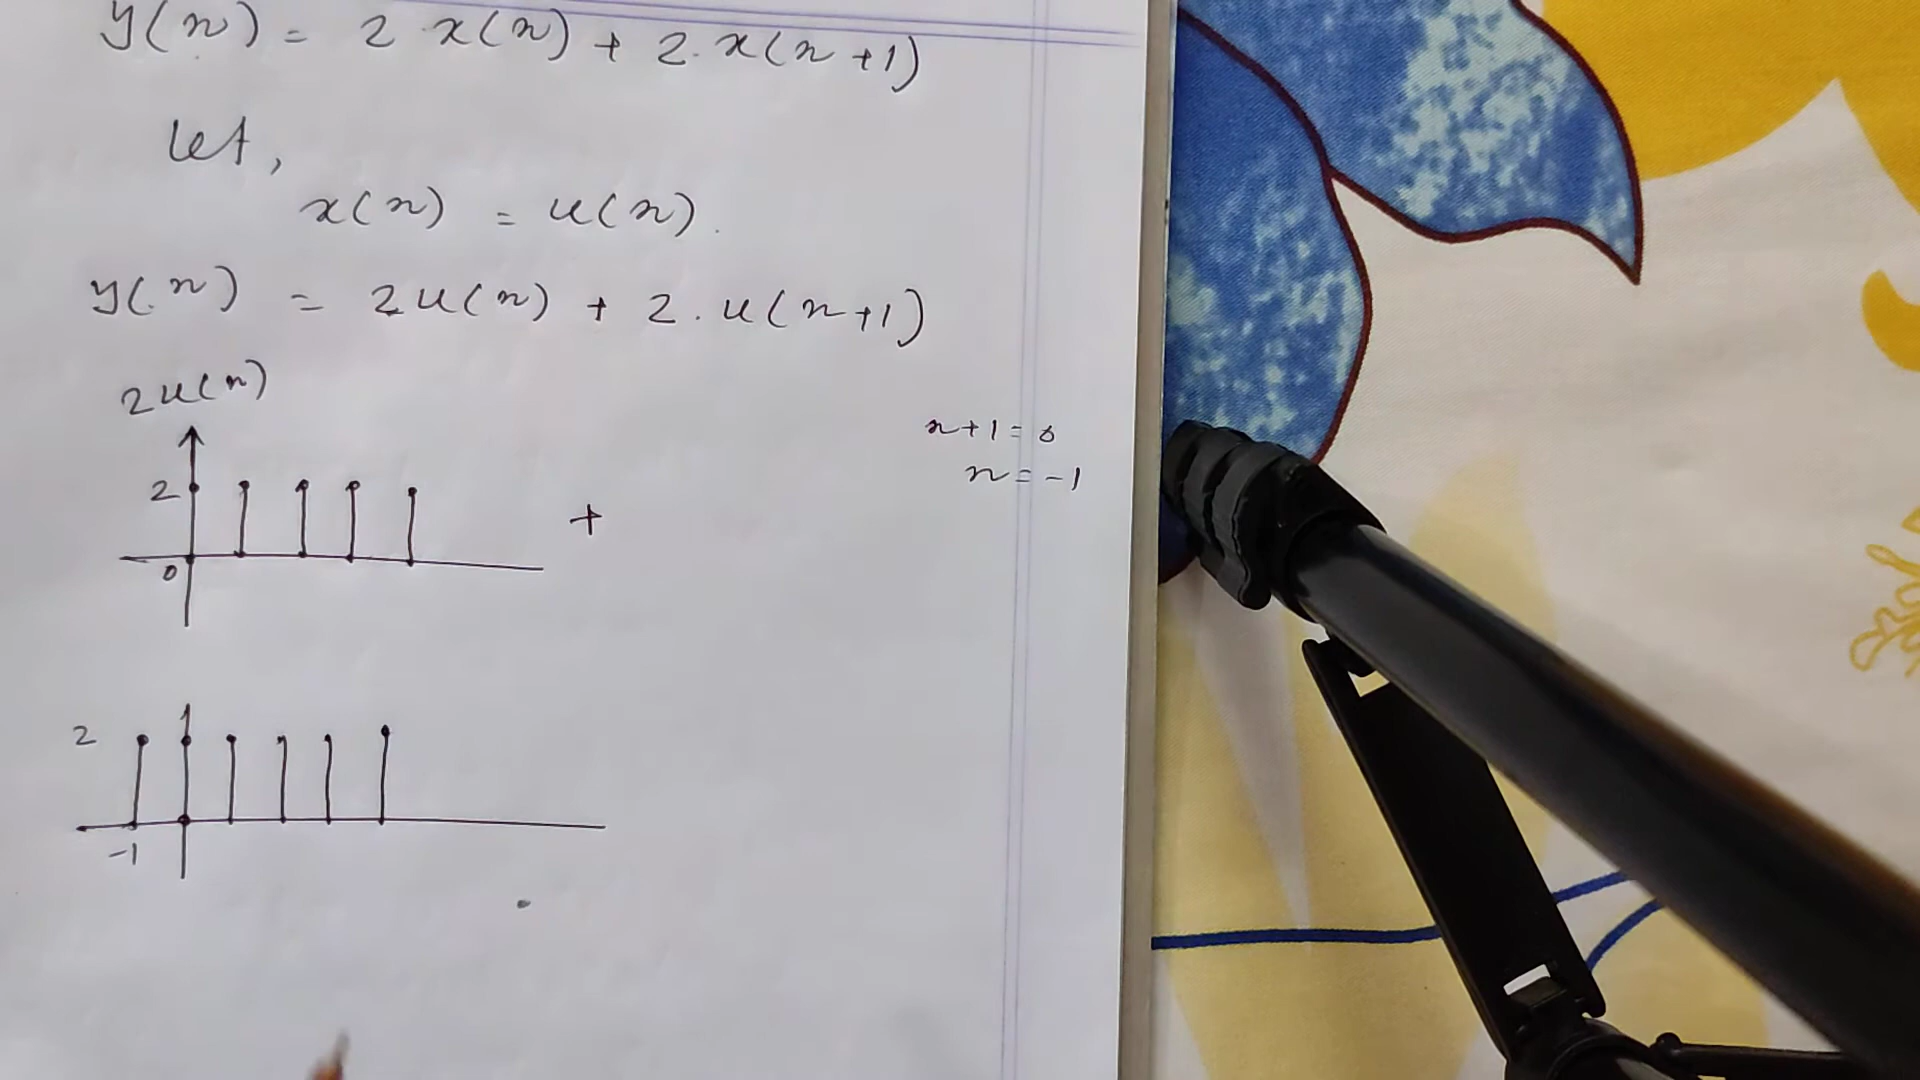 y(n) = 2 x(n) + 2. x(n+1)
let,
x(n) = u(n).
y(n) = 2u(n) + 2. u(n+1)
2u(n)
n+1=0
n=-1
2
+
0
2
-1